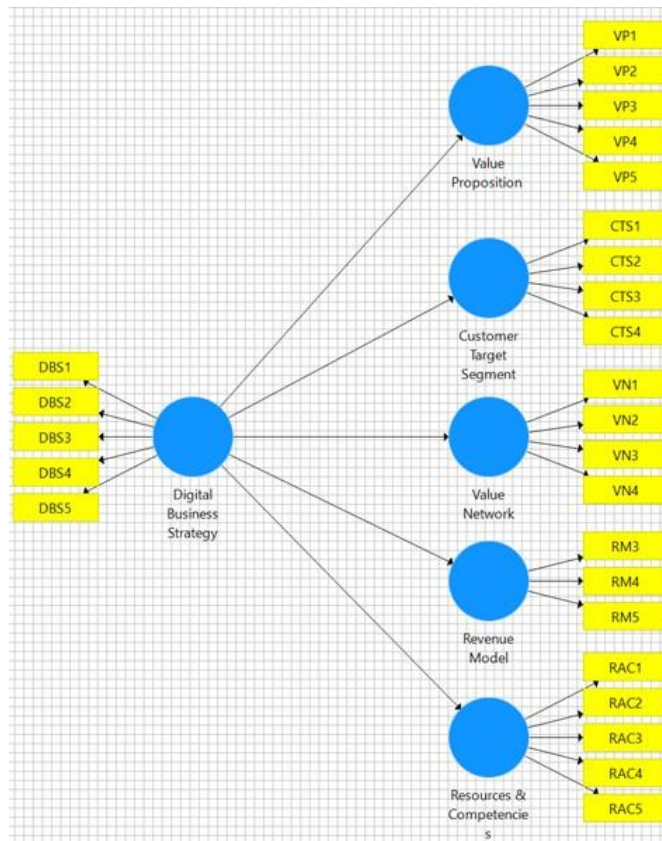 VP1
VP2
VP3
VP4
VP5
Value
Proposition
CTS1
CTS2
CTS3
CTS4
Customer
Target
Segment
DBS1
DBS2
DBS3
DBS4
DBS5
Digital
Business
Strategy
VN1
VN2
VN3
VN4
Value
Network
RM3
RM4
RM5
Revenue
Model
RAC1
RAC2
RAC3
RAC4
RAC5
Resources &
Competencie
s